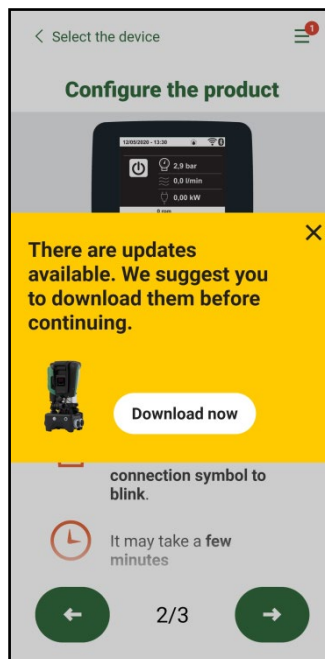 Select the device
1
Configure the product
12/05/2020 - 13:30
2,9 bar
0,0 l/min
0,00 kW
There are updates
available. We suggest you
to download them before
continuing.
Download now
connection symbol to
blink.
It may take a few
minutes
2/3